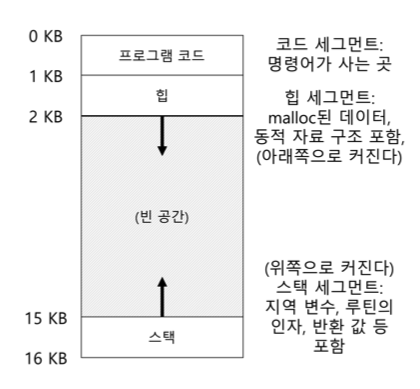 0 KB
프로그램 코드
1 KB
힙
2 KB
(빈 공간)
15 KB
스택
16 KB
코드 세그먼트:
명령어가 사는 곳
힙 세그먼트:
malloc된 데이터,
동적 자료 구조 포함,
(아래쪽으로 커진다)
(위쪽으로 커진다)
스택 세그먼트:
지역 변수, 루틴의
인자, 반환 값 등
포함